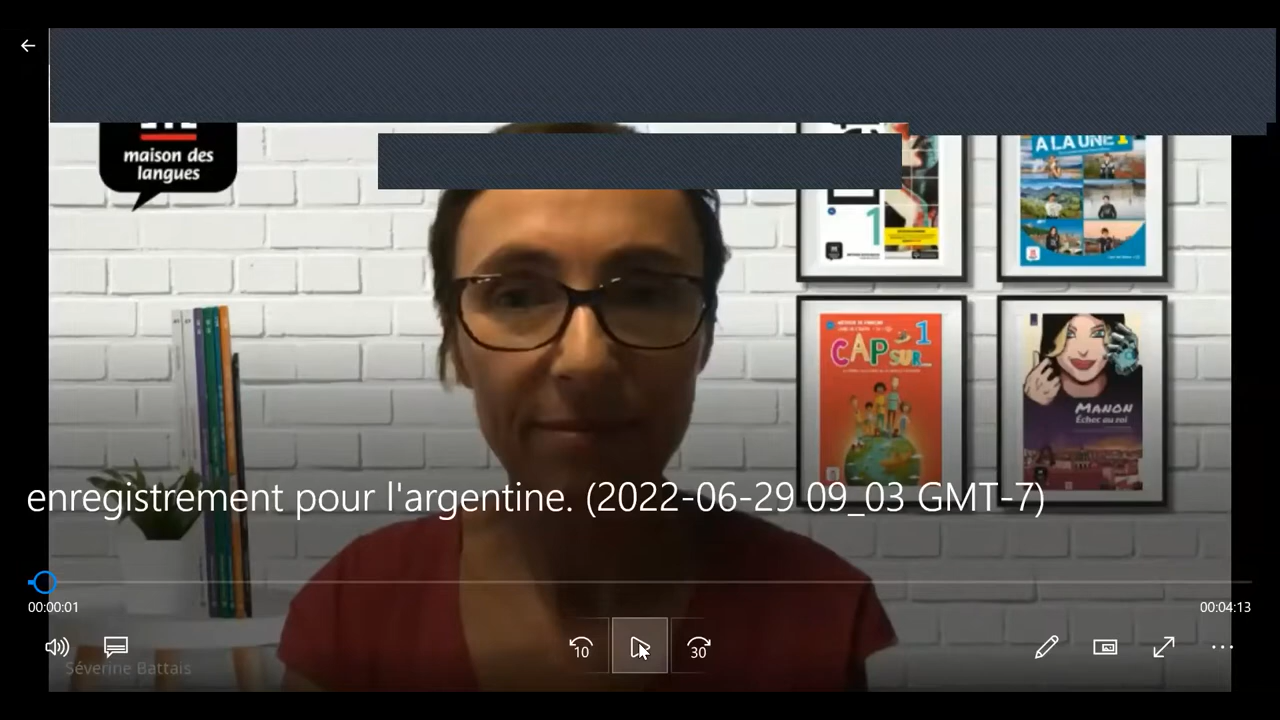 maison des
langues
À LA UNE 1
1
CAP SUR... 1
MANON
Échec au roi
enregistrement pour l'argentine. (2022-06-29 09_03 GMT-7)
00:00:01
00:04:13
10
30
Séverine Battais